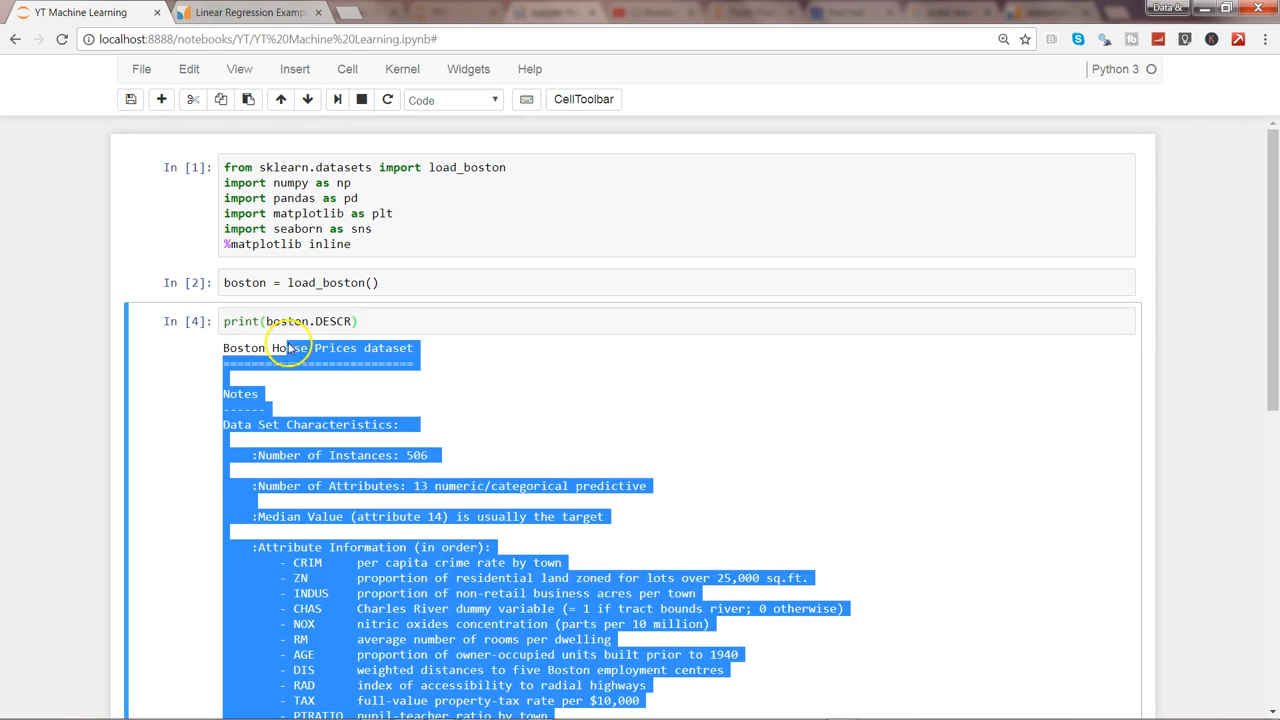 YT Machine Learning
Linear Regression Exampl
Data &
localhost:8888/notebooks/YT/YT%20Machine%20Learning.ipynb#
File Edit View Insert Cell Kernel Widgets Help
Python 3
Code
CellToolbar
In [1]:
from sklearn.datasets import load_boston
import numpy as np
import pandas as pd
import matplotlib as plt
import seaborn as sns
%matplotlib inline
In [2]:
boston = load_boston()
In [4]:
print(boston.DESCR)
Boston House Prices dataset
===========================
Notes
------
Data Set Characteristics:
:Number of Instances: 506
:Number of Attributes: 13 numeric/categorical predictive
:Median Value (attribute 14) is usually the target
:Attribute Information (in order):
- CRIM per capita crime rate by town
- ZN proportion of residential land zoned for lots over 25,000 sq.ft.
- INDUS proportion of non-retail business acres per town
- CHAS Charles River dummy variable (= 1 if tract bounds river; 0 otherwise)
- NOX nitric oxides concentration (parts per 10 million)
- RM average number of rooms per dwelling
- AGE proportion of owner-occupied units built prior to 1940
- DIS weighted distances to five Boston employment centres
- RAD index of accessibility to radial highways
- TAX full-value property-tax rate per $10,000
- PTRATIO pupil-teacher ratio by town